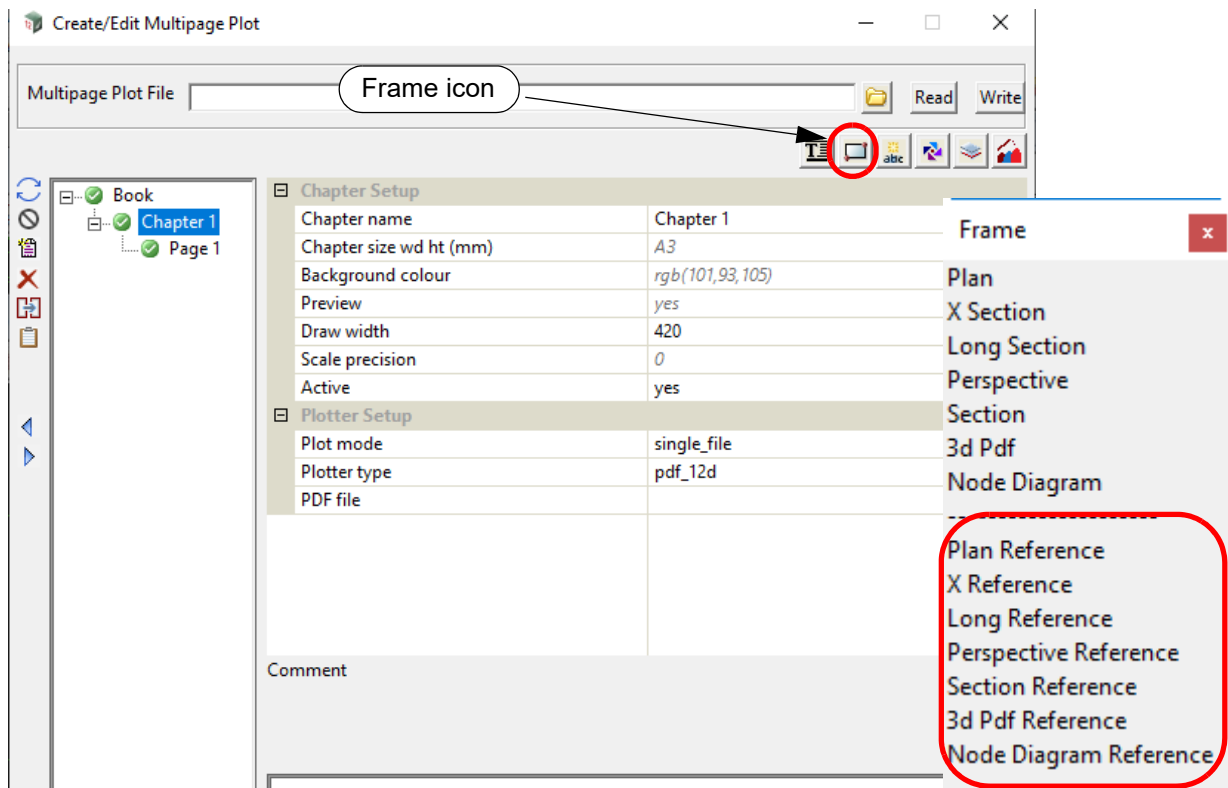 Create/Edit Multipage Plot
Multipage Plot File
Frame icon
Read
Write
T
abc
Book
Chapter 1
Page 1
Chapter Setup
Chapter name Chapter 1
Chapter size wd ht (mm) A3
Background colour rgb(101,93,105)
Preview yes
Draw width 420
Scale precision 0
Active yes
Plotter Setup
Plot mode single_file
Plotter type pdf_12d
PDF file
Comment
Frame
x
Plan
X Section
Long Section
Perspective
Section
3d Pdf
Node Diagram
---------------------
Plan Reference
X Reference
Long Reference
Perspective Reference
Section Reference
3d Pdf Reference
Node Diagram Reference